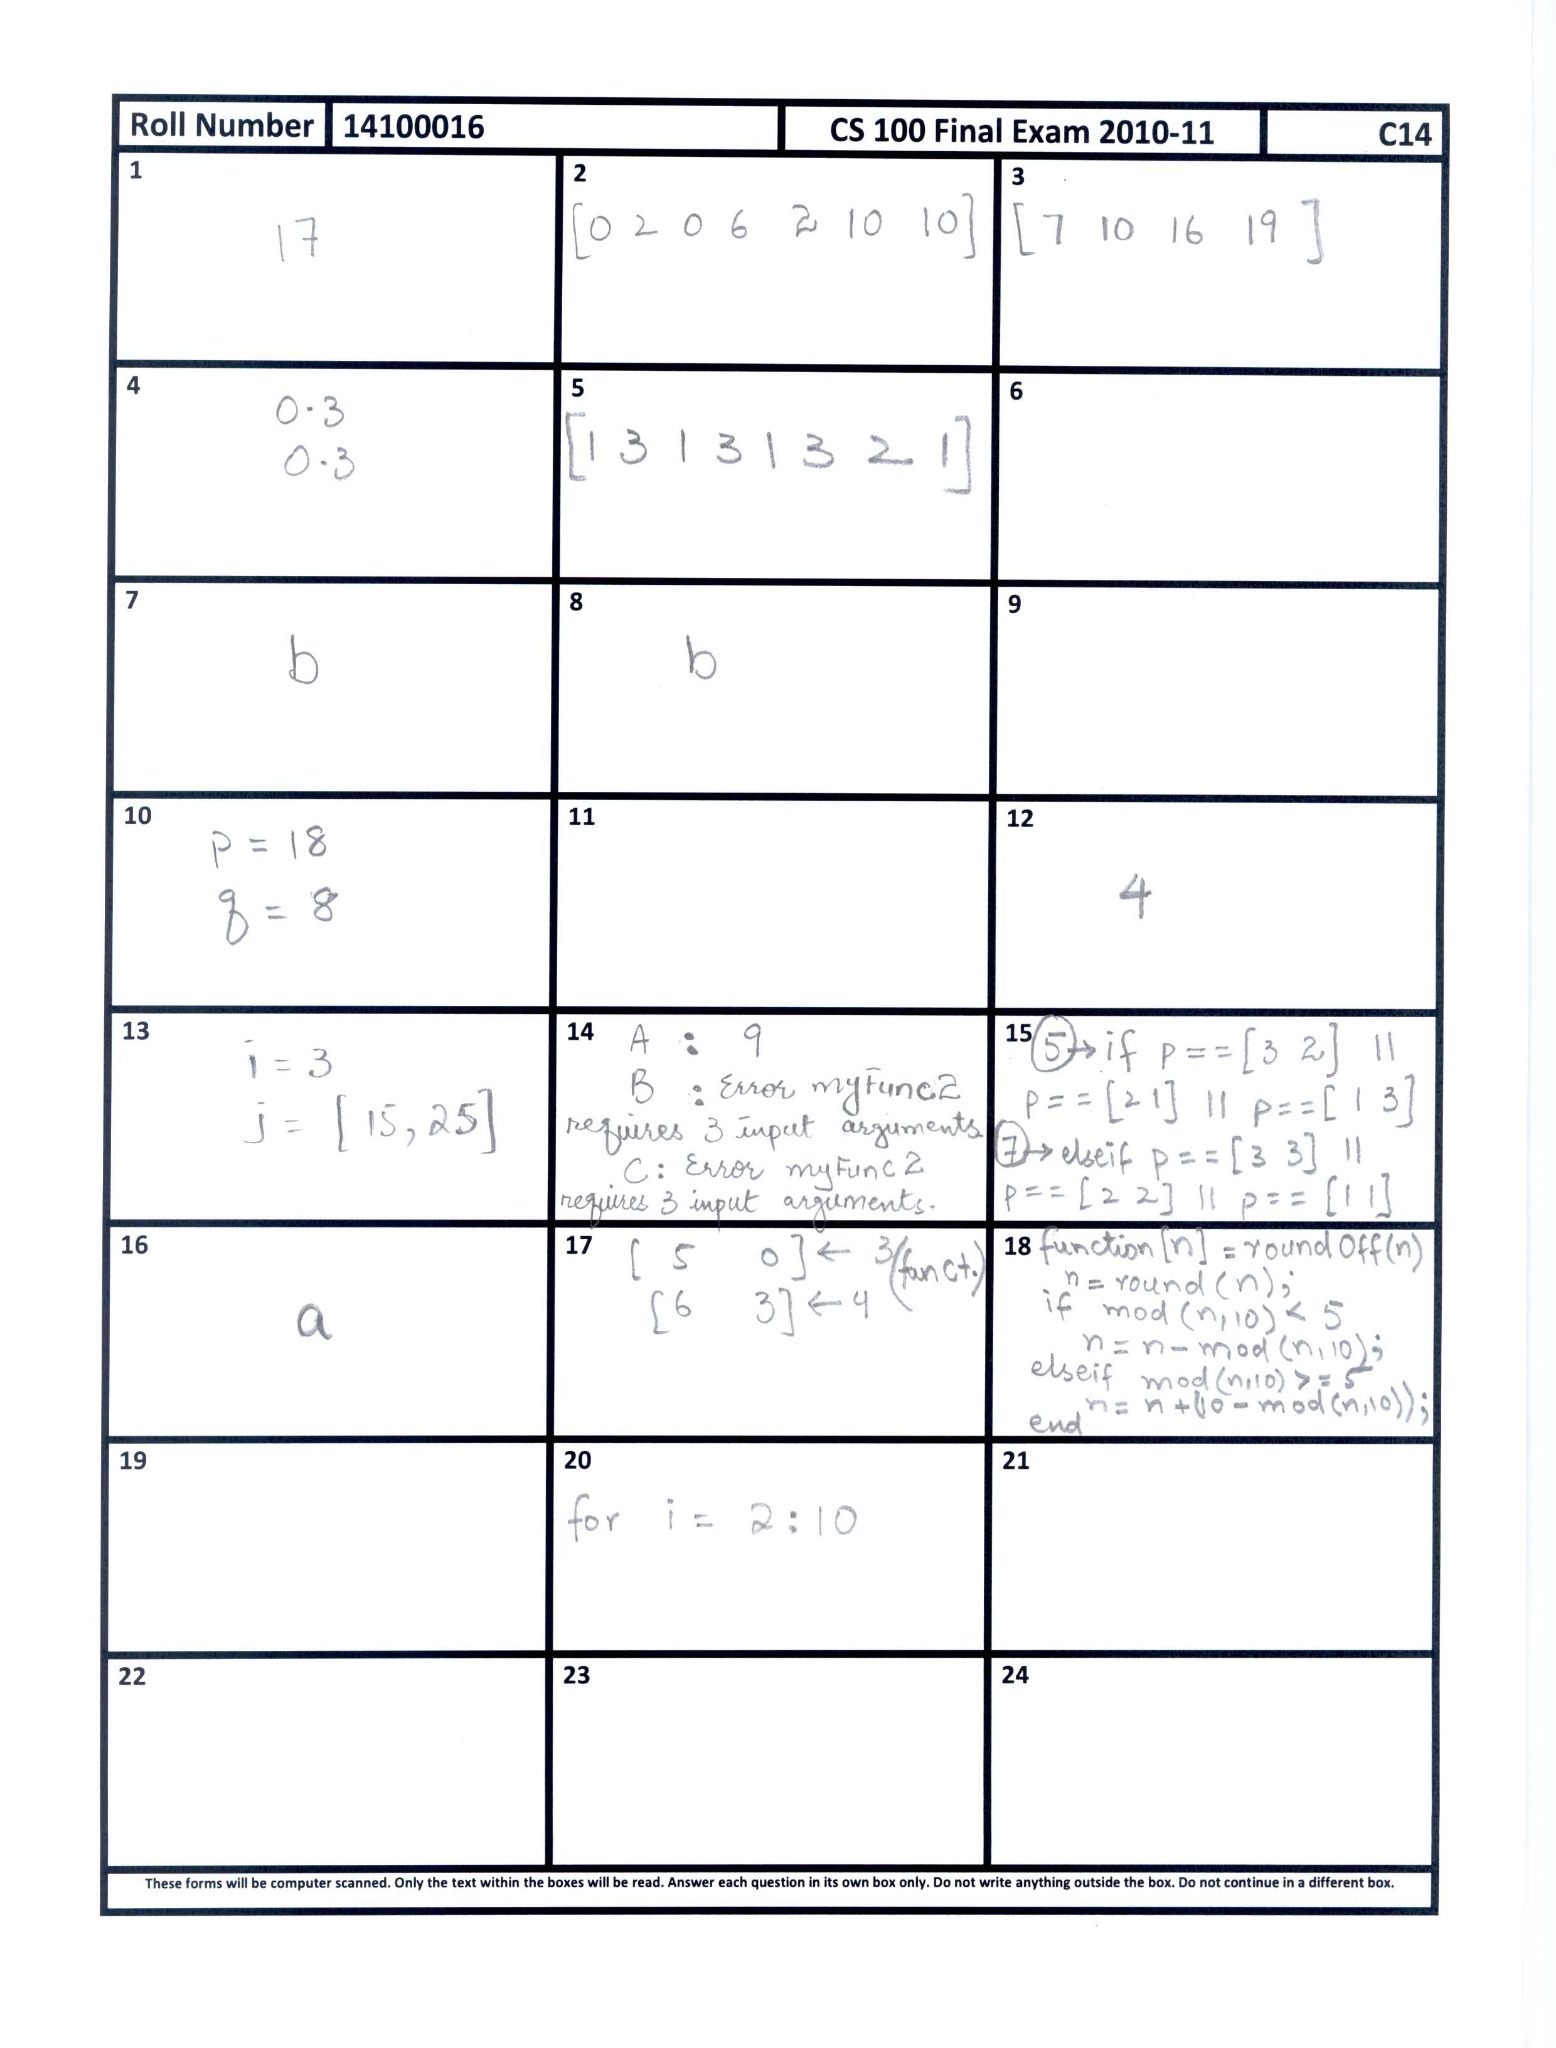 Roll Number 14100016 CS 100 Final Exam 2010-11 C14
1
17
2
[0 2 0 6 2 10 10]
3
[7 10 16 19]
4
0.3
0.3
5
[1 3 1 3 1 3 2 1]
6
7
b
8
b
9
10
p = 18
q = 8
11
12
4
13
i = 3
j = [15, 25]
14 A : 9
B : Error myFunc2
requires 3 input arguments
C: Error myFunc2
requires 3 input arguments.
15 5→ if p==[3 2] ||
p==[2 1] || p==[1 3]
7→ elseif p==[3 3] ||
p==[2 2] || p==[1 1]
16
a
17 [5 0] ← 3 (funct.)
[6 3] ← 4
18 function [n] = roundOff(n)
n = round(n);
if mod(n,10) < 5
n = n - mod(n,10);
elseif mod(n,10) >= 5
n = n + (10 - mod(n,10));
end
19
20
for i = 2:10
21
22
23
24
These forms will be computer scanned. Only the text within the boxes will be read. Answer each question in its own box only. Do not write anything outside the box. Do not continue in a different box.